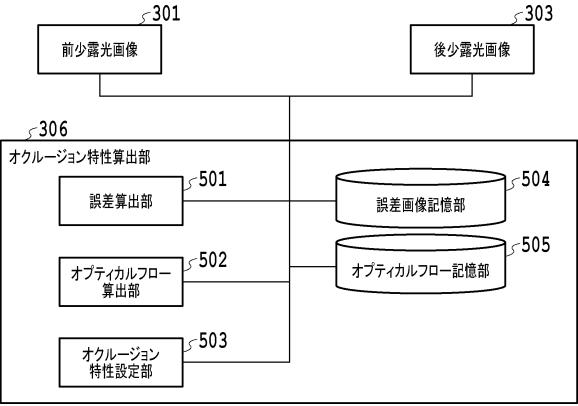 301
303
前少露光画像
後少露光画像
306
オクルージョン特性算出部
501
504
誤差算出部
誤差画像記憶部
502
505
オプティカルフロー
算出部
オプティカルフロー記憶部
503
オクルージョン
特性設定部